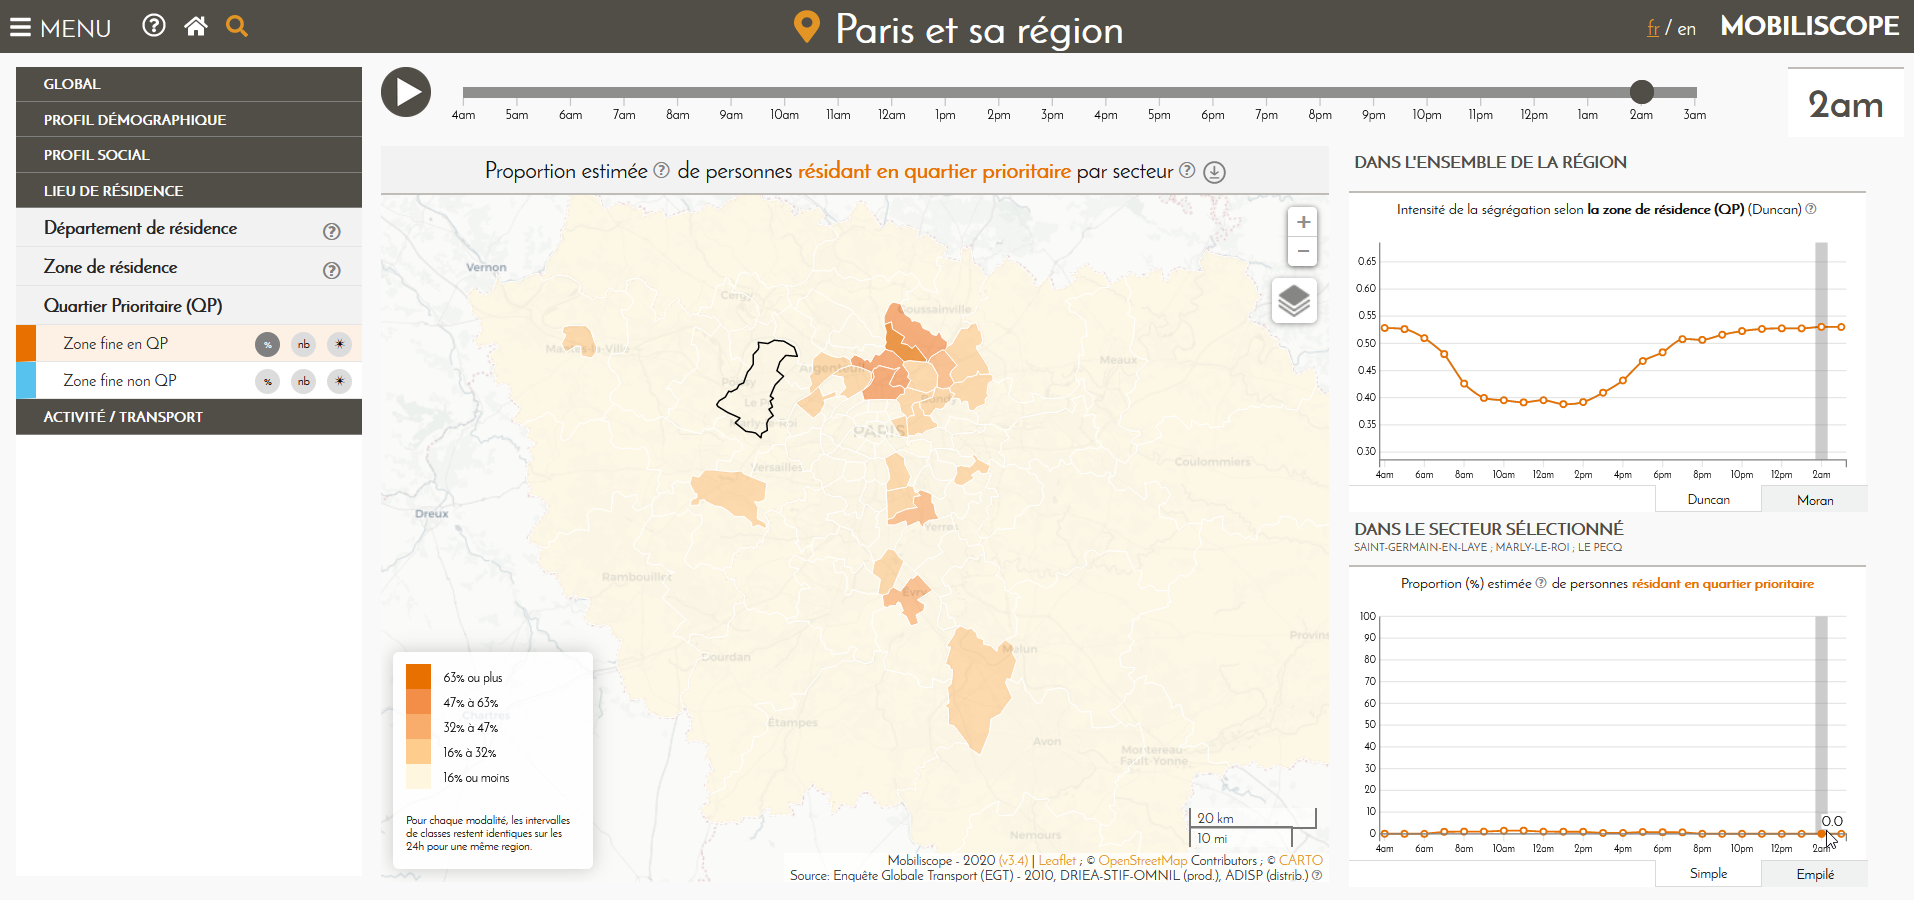 MENU
Paris et sa région
fr / en
MOBILISCOPE
GLOBAL
PROFIL DÉMOGRAPHIQUE
PROFIL SOCIAL
LIEU DE RÉSIDENCE
Département de résidence ?
Zone de résidence ?
Quartier Prioritaire (QP)
Zone fine en QP % nb
Zone fine non QP % nb
ACTIVITÉ / TRANSPORT
4am 5am 6am 7am 8am 9am 10am 11am 12am 1pm 2pm 3pm 4pm 5pm 6pm 7pm 8pm 9pm 10pm 11pm 12pm 1am 2am 3am
2am
Proportion estimée ? de personnes résidant en quartier prioritaire par secteur ?
+
−
Vernon
Cergy
Goussainville
Mantes-la-Ville
Meaux
Argenteuil
Poissy
Le Pe
Marly-le-Roi
Bondy
PARIS
Versailles
Coulommiers
Dreux
Yerres
Rambouillet
Évry
Provins
Melun
Dourdan
Chartres
Étampes
Avon
Montereau-
Fault-Yonne
Nemours
63% ou plus
47% à 63%
32% à 47%
16% à 32%
16% ou moins
Pour chaque modalité, les intervalles
de classes restent identiques sur les
24h pour une même region.
20 km
10 mi
Mobiliscope - 2020 (v3.4) | Leaflet ; © OpenStreetMap Contributors ; © CARTO
Source: Enquête Globale Transport (EGT) - 2010, DRIEA-STIF-OMNIL (prod.), ADISP (distrib.) ?
DANS L'ENSEMBLE DE LA RÉGION
Intensité de la ségrégation selon la zone de résidence (QP) (Duncan) ?
0.65
0.60
0.55
0.50
0.45
0.40
0.35
0.30
4am 6am 8am 10am 12am 2pm 4pm 6pm 8pm 10pm 12pm 2am
Duncan
Moran
DANS LE SECTEUR SÉLECTIONNÉ
SAINT-GERMAIN-EN-LAYE ; MARLY-LE-ROI ; LE PECQ
Proportion (%) estimée ? de personnes résidant en quartier prioritaire
100
90
80
70
60
50
40
30
20
10
0
0.0
4am 6am 8am 10am 12am 2pm 4pm 6pm 8pm 10pm 12pm 2am
Simple
Empilé